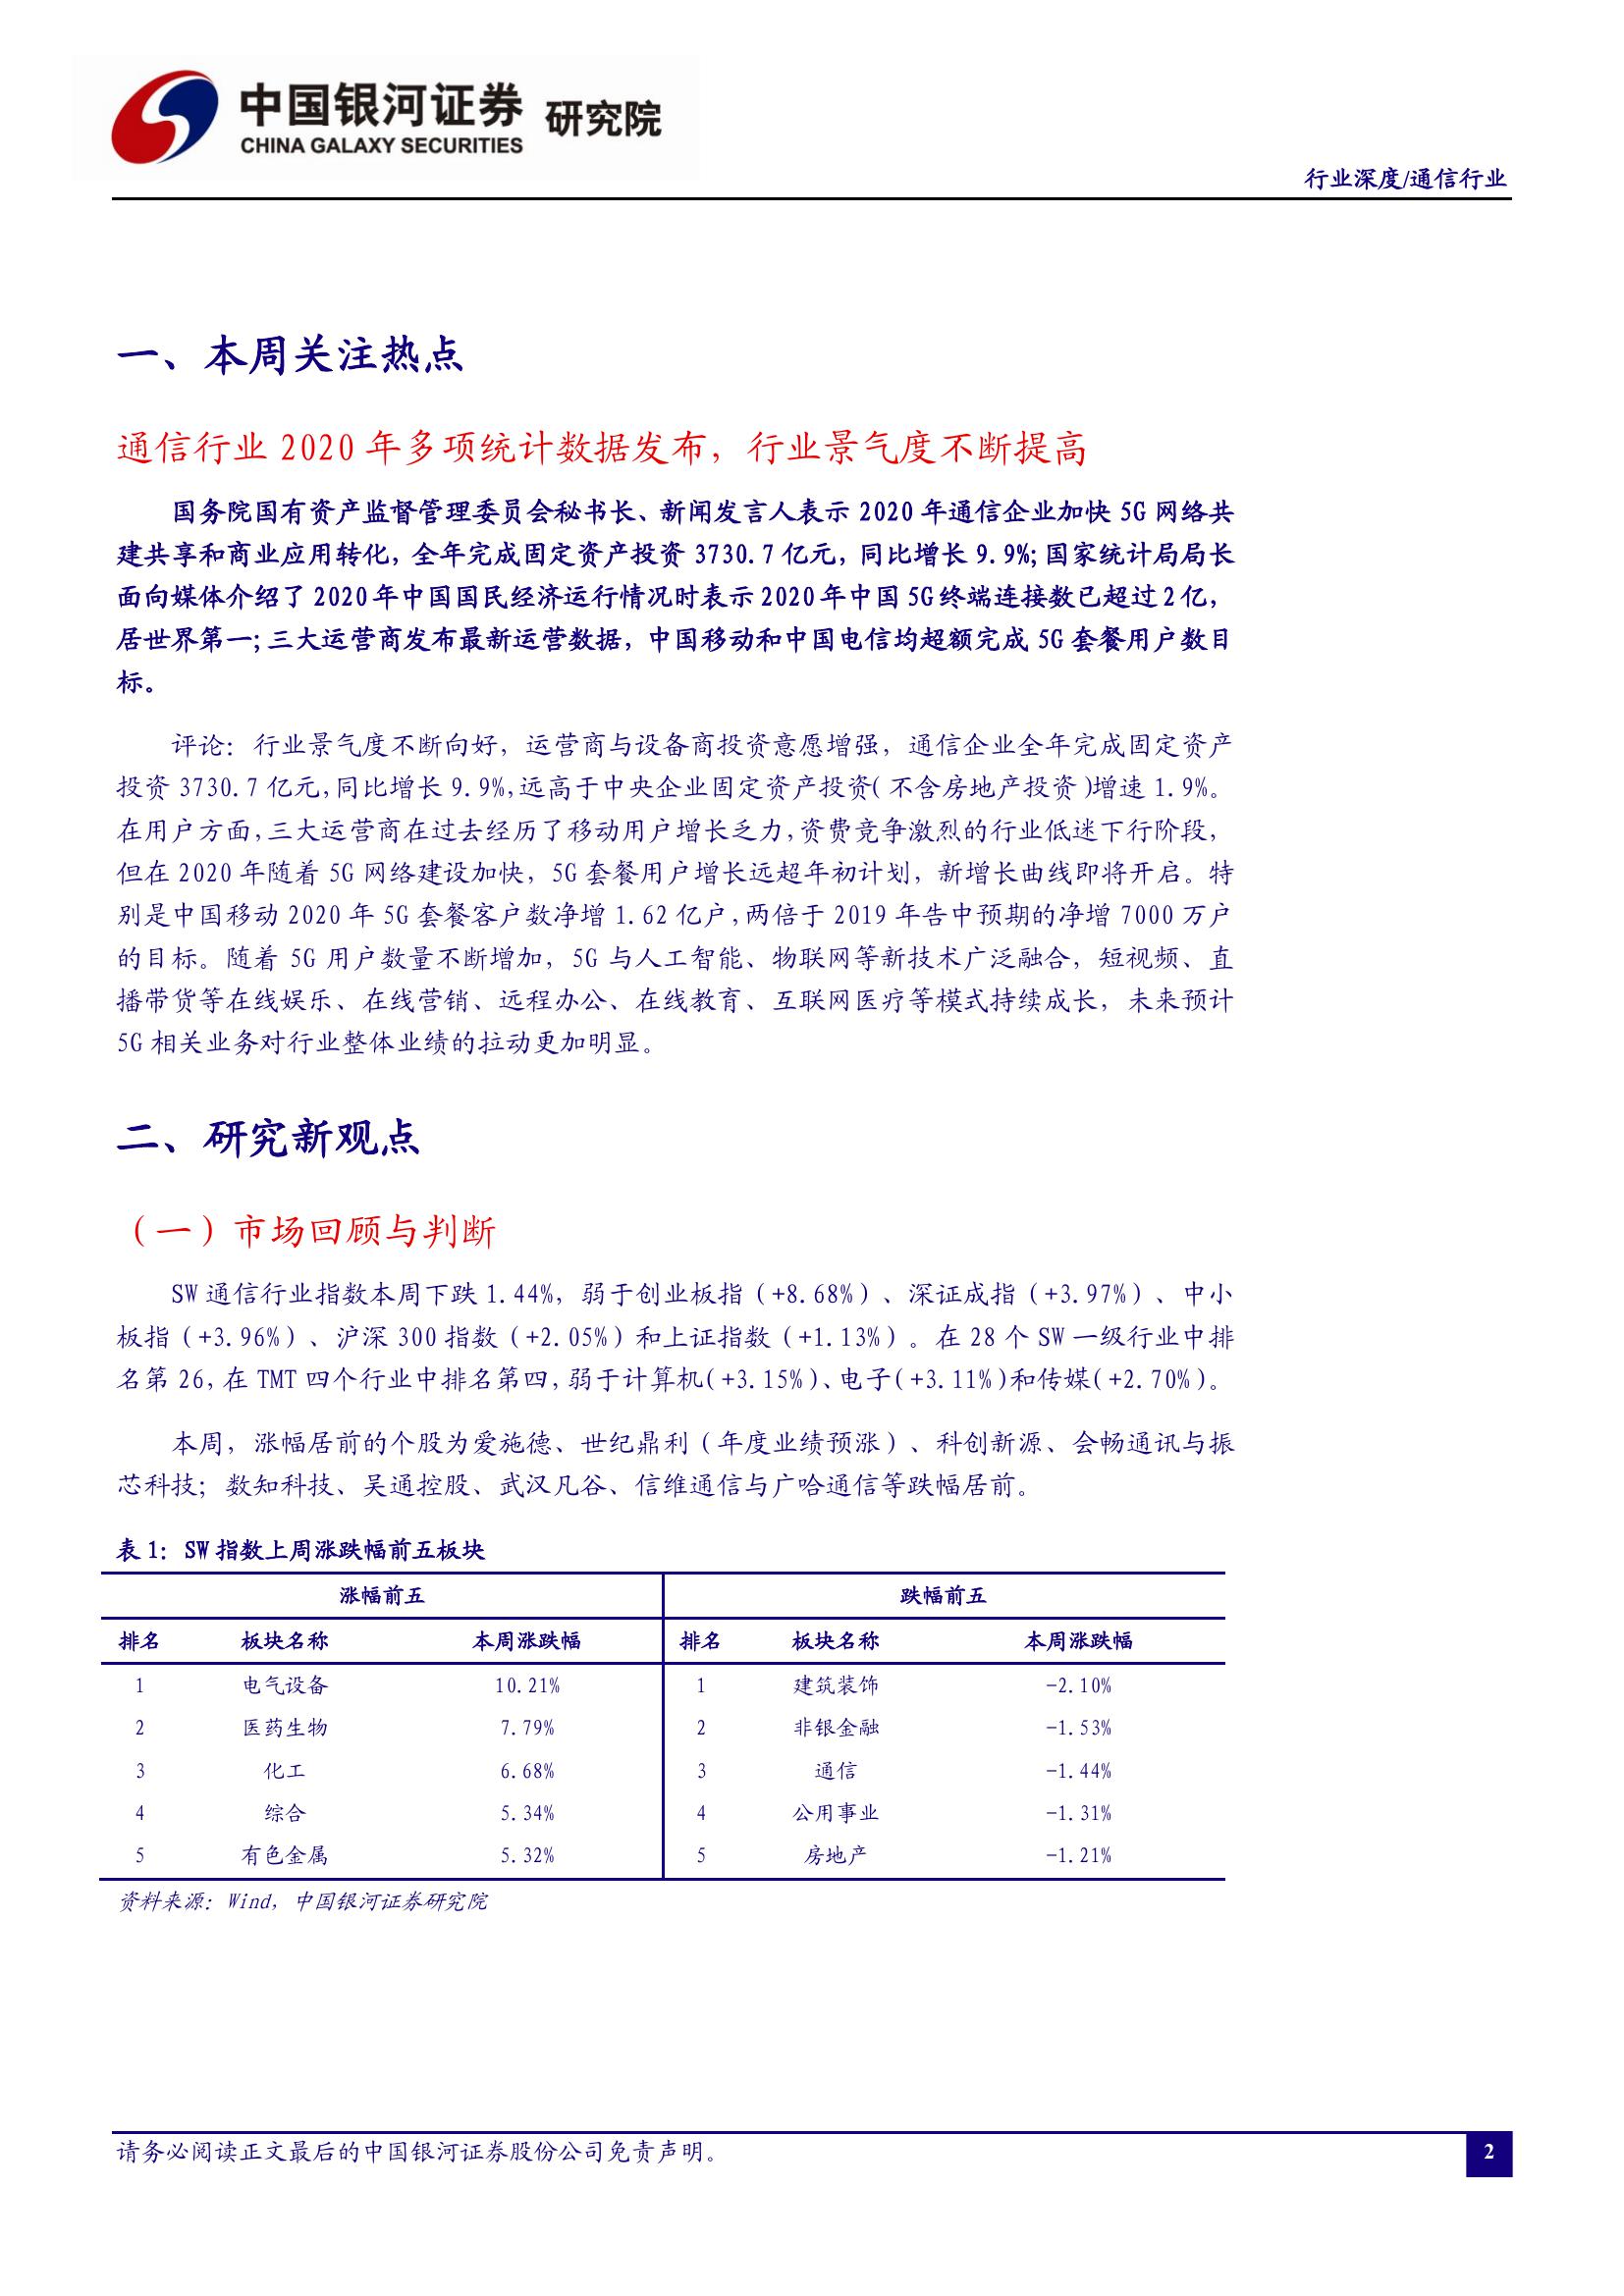 中国银河证券 研究院
CHINA GALAXY SECURITIES
行业深度/通信行业
一、本周关注热点
通信行业 2020 年多项统计数据发布，行业景气度不断提高
国务院国有资产监督管理委员会秘书长、新闻发言人表示 2020 年通信企业加快 5G 网络共
建共享和商业应用转化，全年完成固定资产投资 3730.7 亿元，同比增长 9.9%；国家统计局局长
面向媒体介绍了 2020 年中国国民经济运行情况时表示 2020 年中国 5G 终端连接数已超过 2 亿，
居世界第一；三大运营商发布最新运营数据，中国移动和中国电信均超额完成 5G 套餐用户数目
标。
评论：行业景气度不断向好，运营商与设备商投资意愿增强，通信企业全年完成固定资产
投资 3730.7 亿元，同比增长 9.9%，远高于中央企业固定资产投资（不含房地产投资）增速 1.9%。
在用户方面，三大运营商在过去经历了移动用户增长乏力，资费竞争激烈的行业低迷下行阶段，
但在 2020 年随着 5G 网络建设加快，5G 套餐用户增长远超年初计划，新增长曲线即将开启。特
别是中国移动 2020 年 5G 套餐客户数净增 1.62 亿户，两倍于 2019 年告中预期的净增 7000 万户
的目标。随着 5G 用户数量不断增加，5G 与人工智能、物联网等新技术广泛融合，短视频、直
播带货等在线娱乐、在线营销、远程办公、在线教育、互联网医疗等模式持续成长，未来预计
5G 相关业务对行业整体业绩的拉动更加明显。
二、研究新观点
（一）市场回顾与判断
SW 通信行业指数本周下跌 1.44%，弱于创业板指（+8.68%）、深证成指（+3.97%）、中小
板指（+3.96%）、沪深 300 指数（+2.05%）和上证指数（+1.13%）。在 28 个 SW 一级行业中排
名第 26，在 TMT 四个行业中排名第四，弱于计算机（+3.15%）、电子（+3.11%）和传媒（+2.70%）。
本周，涨幅居前的个股为爱施德、世纪鼎利（年度业绩预涨）、科创新源、会畅通讯与振
芯科技；数知科技、吴通控股、武汉凡谷、信维通信与广哈通信等跌幅居前。
表 1：SW 指数上周涨跌幅前五板块
涨幅前五 跌幅前五
排名 板块名称 本周涨跌幅 排名 板块名称 本周涨跌幅
1 电气设备 10.21% 1 建筑装饰 -2.10%
2 医药生物 7.79% 2 非银金融 -1.53%
3 化工 6.68% 3 通信 -1.44%
4 综合 5.34% 4 公用事业 -1.31%
5 有色金属 5.32% 5 房地产 -1.21%
资料来源：Wind，中国银河证券研究院
请务必阅读正文最后的中国银河证券股份公司免责声明。
2